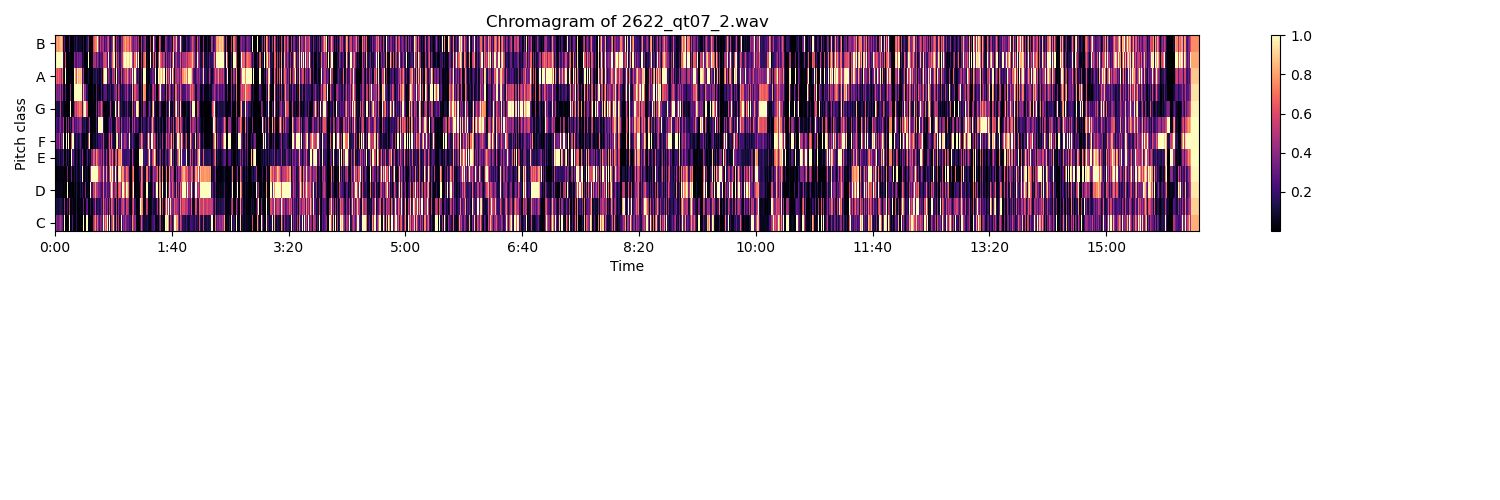 Chromagram of 2622_qt07_2.wav
B
A
G
F
E
D
C
Pitch class
0:00 1:40 3:20 5:00 6:40 8:20 10:00 11:40 13:20 15:00
Time
1.0
0.8
0.6
0.4
0.2